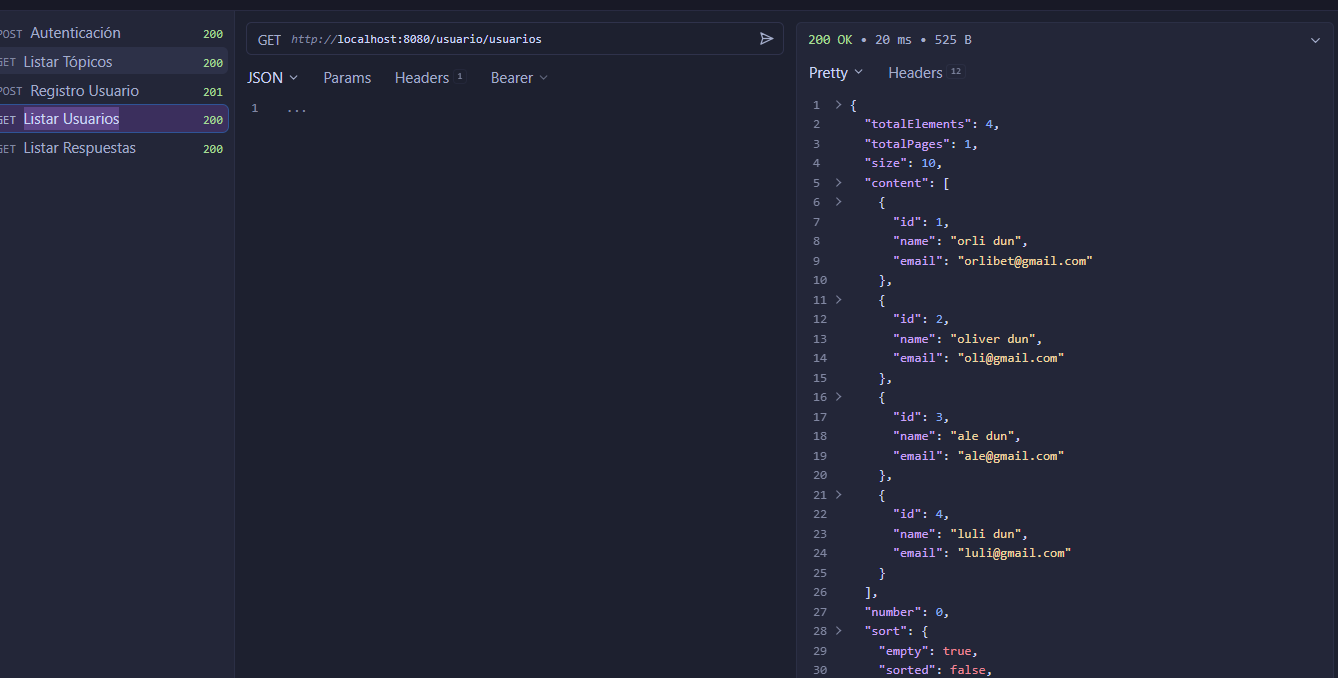 POST Autenticación 200
GET Listar Tópicos 200
POST Registro Usuario 201
GET Listar Usuarios 200
GET Listar Respuestas 200
GET http://localhost:8080/usuario/usuarios
JSON Params Headers 1 Bearer
1 ...
200 OK • 20 ms • 525 B
Pretty Headers 12
1 {
2 "totalElements": 4,
3 "totalPages": 1,
4 "size": 10,
5 "content": [
6 {
7 "id": 1,
8 "name": "orli dun",
9 "email": "orlibet@gmail.com"
10 },
11 {
12 "id": 2,
13 "name": "oliver dun",
14 "email": "oli@gmail.com"
15 },
16 {
17 "id": 3,
18 "name": "ale dun",
19 "email": "ale@gmail.com"
20 },
21 {
22 "id": 4,
23 "name": "luli dun",
24 "email": "luli@gmail.com"
25 }
26 ],
27 "number": 0,
28 "sort": {
29 "empty": true,
30 "sorted": false,